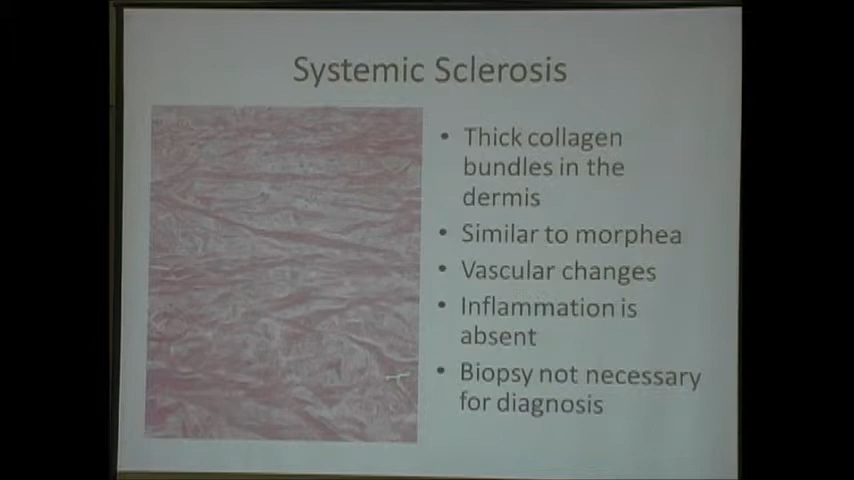 Systemic Sclerosis
• Thick collagen
bundles in the
dermis
• Similar to morphea
• Vascular changes
• Inflammation is
absent
• Biopsy not necessary
for diagnosis